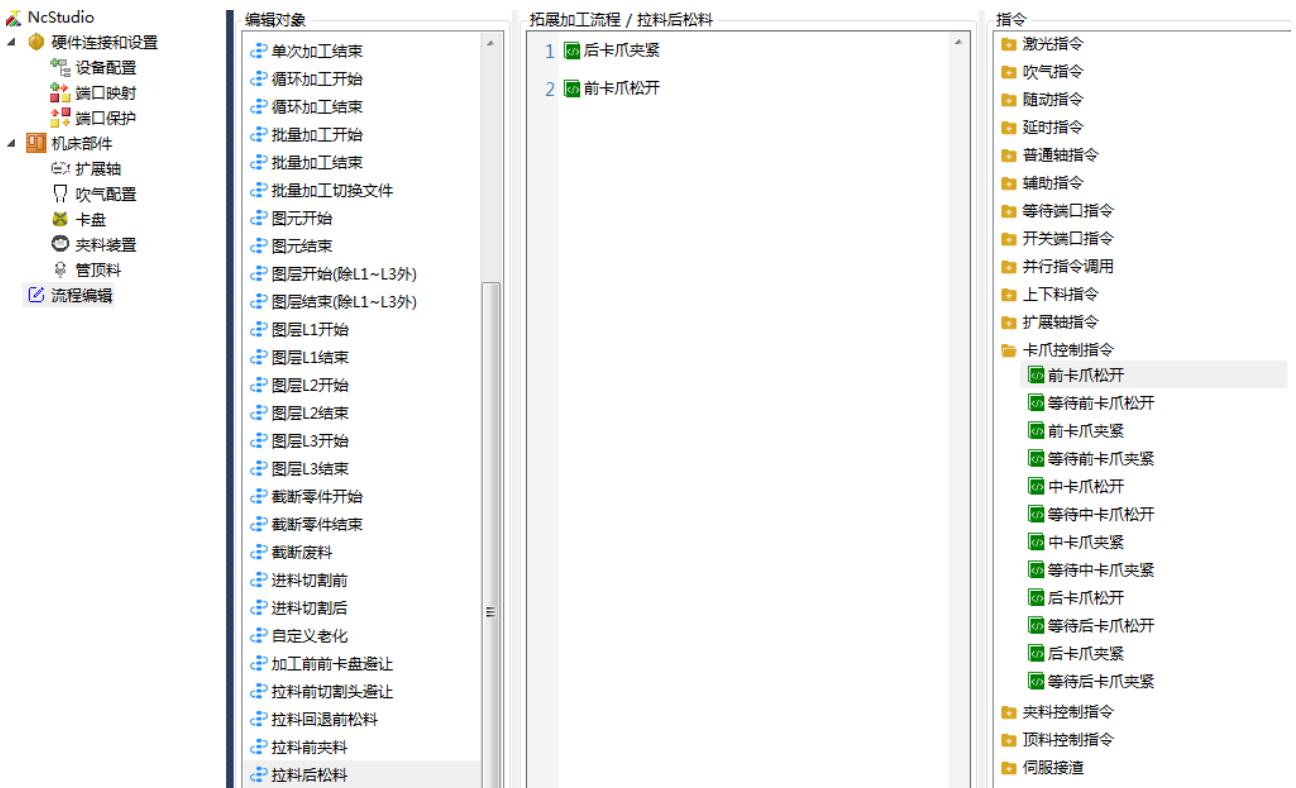 NcStudio
硬件连接和设置
设备配置
端口映射
端口保护
机床部件
扩展轴
吹气配置
卡盘
夹料装置
管顶料
流程编辑
编辑对象
单次加工结束
循环加工开始
循环加工结束
批量加工开始
批量加工结束
批量加工切换文件
图元开始
图元结束
图层开始(除L1~L3外)
图层结束(除L1~L3外)
图层L1开始
图层L1结束
图层L2开始
图层L2结束
图层L3开始
图层L3结束
截断零件开始
截断零件结束
截断废料
进料切割前
进料切割后
自定义老化
加工前前卡盘避让
拉料前切割头避让
拉料回退前松料
拉料前夹料
拉料后松料
拓展加工流程 / 拉料后松料
1 后卡爪夹紧
2 前卡爪松开
指令
激光指令
吹气指令
随动指令
延时指令
普通轴指令
辅助指令
等待端口指令
开关端口指令
并行指令调用
上下料指令
扩展轴指令
卡爪控制指令
前卡爪松开
等待前卡爪松开
前卡爪夹紧
等待前卡爪夹紧
中卡爪松开
等待中卡爪松开
中卡爪夹紧
等待中卡爪夹紧
后卡爪松开
等待后卡爪松开
后卡爪夹紧
等待后卡爪夹紧
夹料控制指令
顶料控制指令
伺服接渣